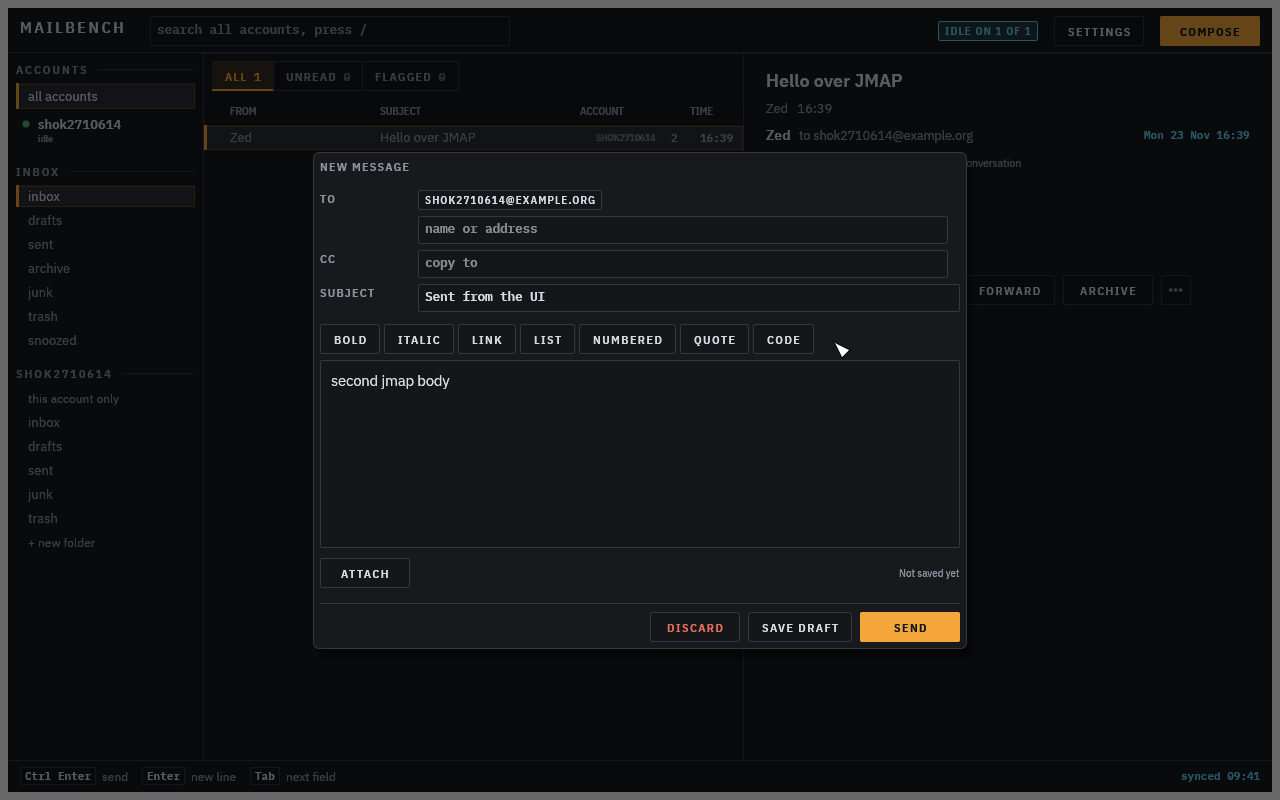 MAILBENCH
search all accounts, press /
IDLE ON 1 OF 1
SETTINGS
COMPOSE
ACCOUNTS
all accounts
shok2710614
idle
INBOX
inbox
drafts
sent
archive
junk
trash
snoozed
SHOK2710614
this account only
inbox
drafts
sent
junk
trash
+ new folder
ALL 1
UNREAD 0
FLAGGED 0
FROM SUBJECT ACCOUNT TIME
Zed Hello over JMAP SHOK2710614 2 16:39
Hello over JMAP
Zed 16:39
Zed to shok2710614@example.org Mon 23 Nov 16:39
onversation
FORWARD
ARCHIVE
•••
NEW MESSAGE
TO
SHOK2710614@EXAMPLE.ORG
name or address
CC
copy to
SUBJECT
Sent from the UI
BOLD
ITALIC
LINK
LIST
NUMBERED
QUOTE
CODE
second jmap body
ATTACH
Not saved yet
DISCARD
SAVE DRAFT
SEND
Ctrl Enter send Enter new line Tab next field
synced 09:41